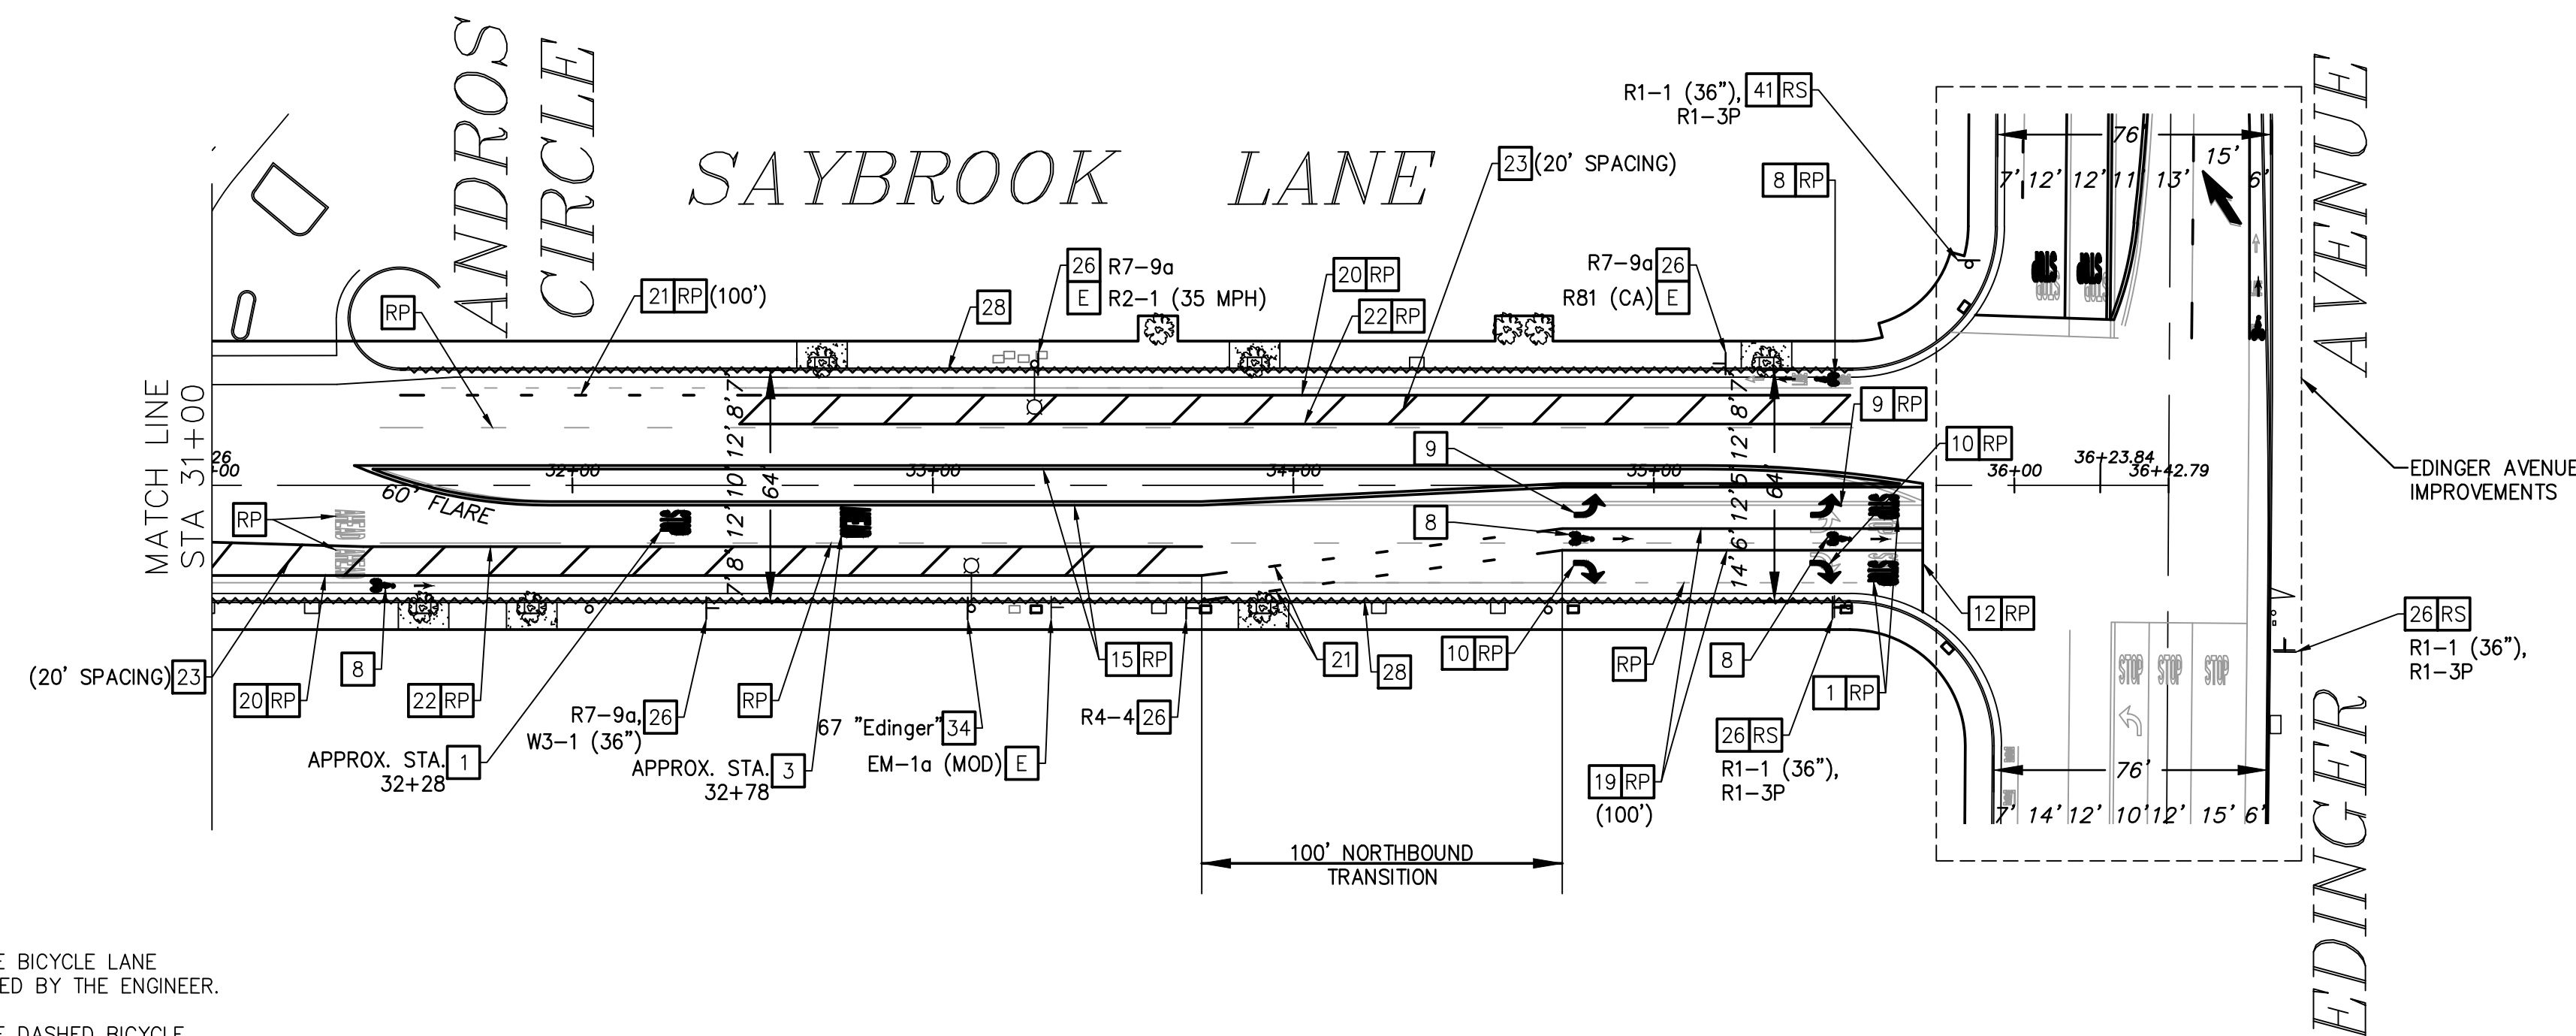 ANDROS
CIRCLE
SAYBROOK LANE
EDINGER AVENUE
MATCH LINE
STA 31+00
R1-1 (36"), 41 RS
R1-3P
23 (20' SPACING)
8 RP
76'
15'
7' 12' 12' 11' 13' 6'
21 RP (100')
RP
28
26 R7-9a
E R2-1 (35 MPH)
20 RP
22 RP
R7-9a 26
R81 (CA) E
9 RP
10 RP
9
8
60' FLARE
32+00
33+00
34+00
35+00
36+00
36+23.84
36+42.79
7' 8' 12' 10' 12' 8' 7'
64'
14' 6' 12' 5' 12' 8' 7'
64'
EDINGER AVENUE
IMPROVEMENTS
RP
(20' SPACING) 23
20 RP
8
22 RP
APPROX. STA. 1
32+28
R7-9a, 26
W3-1 (36")
RP
APPROX. STA. 3
32+78
67 "Edinger" 34
EM-1a (MOD) E
15 RP
R4-4 26
21
28
10 RP
RP
8
1 RP
12 RP
26 RS
R1-1 (36"),
R1-3P
19 RP
(100')
26 RS
R1-1 (36"),
R1-3P
STOP STOP STOP
76'
7' 14' 12' 10' 12' 15' 6'
100' NORTHBOUND
TRANSITION
BICYCLE LANE
ED BY THE ENGINEER.
DASHED BICYCLE